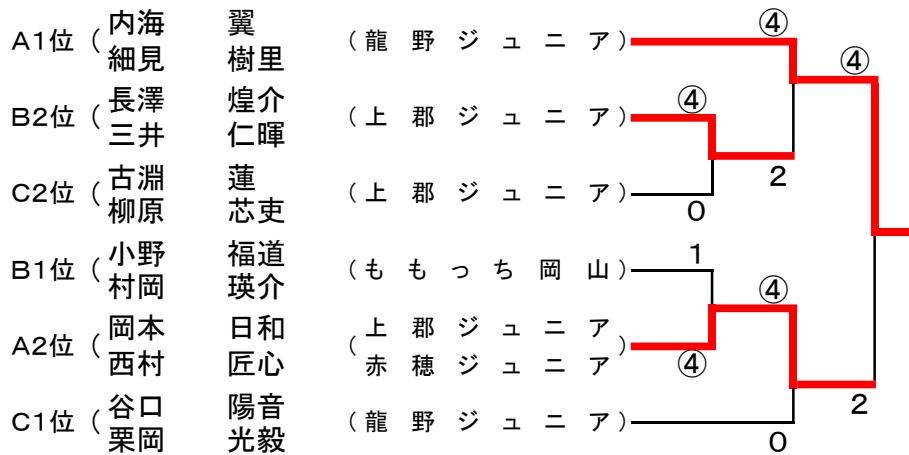 内海 翼
A1位 ( 細見 樹里 (龍野ジュニア) ④
④
長澤 煌介
B2位 ( 三井 仁暉 (上郡ジュニア) ④
2
古淵 蓮
C2位 ( 柳原 芯吏 (上郡ジュニア) 0
小野 福道
B1位 ( 村岡 瑛介 (ももっち岡山) 1
④
岡本 日和 上郡ジュニア
A2位 ( 西村 匠心 (赤穂ジュニア) ④
2
谷口 陽音
C1位 ( 栗岡 光毅 (龍野ジュニア) 0